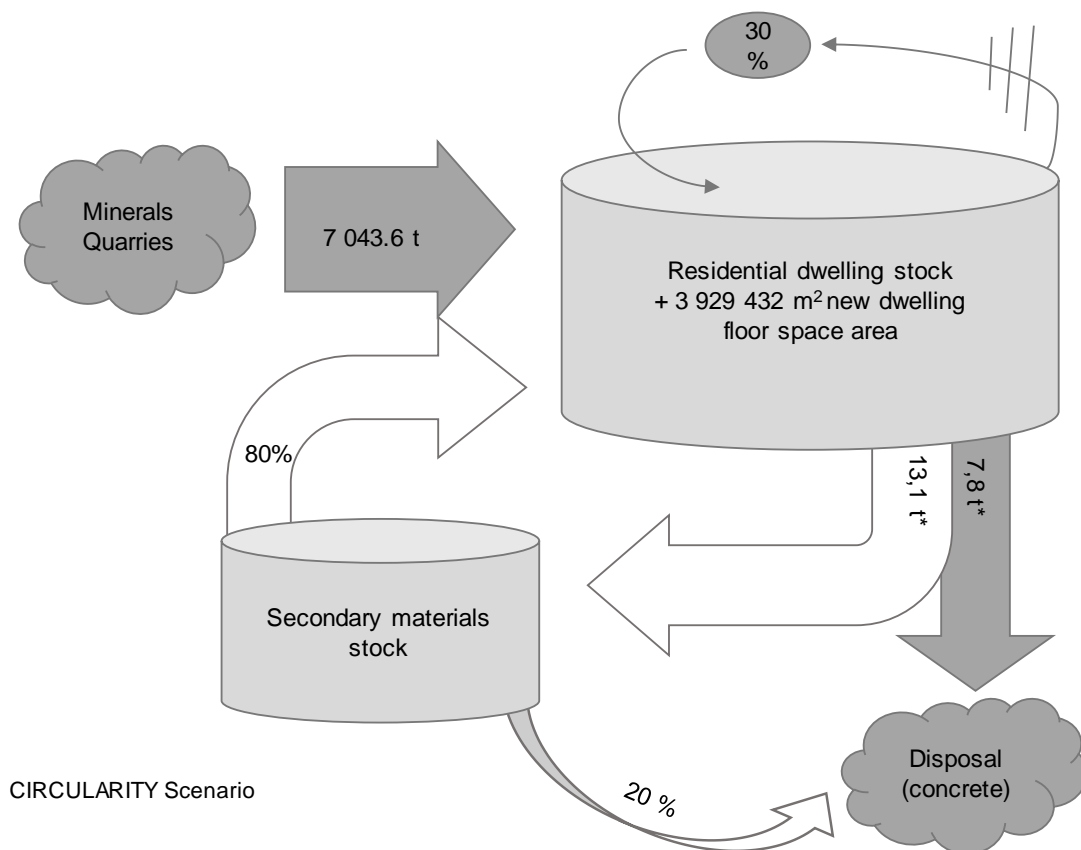 30
%
Minerals
Quarries
7 043.6 t
Residential dwelling stock
+ 3 929 432 m² new dwelling
floor space area
80%
13,1 t*
7,8 t*
Secondary materials
stock
Disposal
(concrete)
20 %
CIRCULARITY Scenario